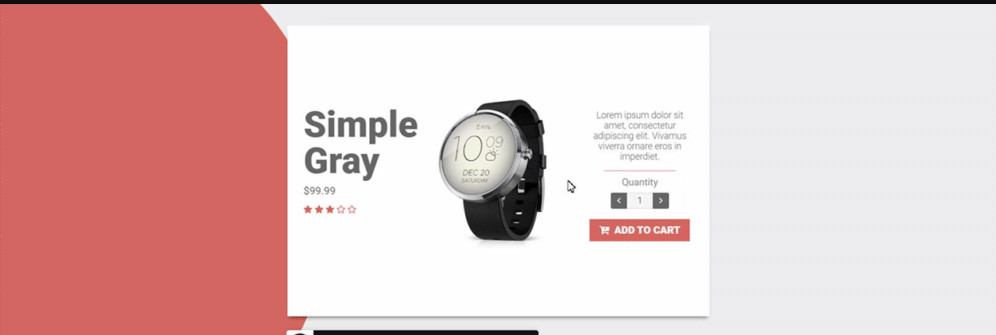 Simple
Gray
$99.99
10 09
DEC 20
SATURDAY
Lorem ipsum dolor sit
amet, consectetur
adipiscing elit. Vivamus
viverra ornare eros in
imperdiet.
Quantity
1
ADD TO CART